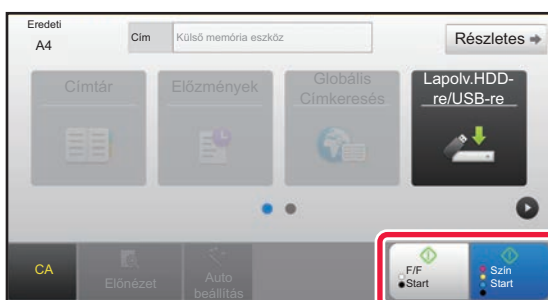 Eredeti
A4
Cím
Külső memória eszköz
Részletes
Címtár
Előzmények
Globális
Címkeresés
Lapolv.HDD-
re/USB-re
CA
Előnézet
Auto
beállítás
F/F
Start
Szín
Start